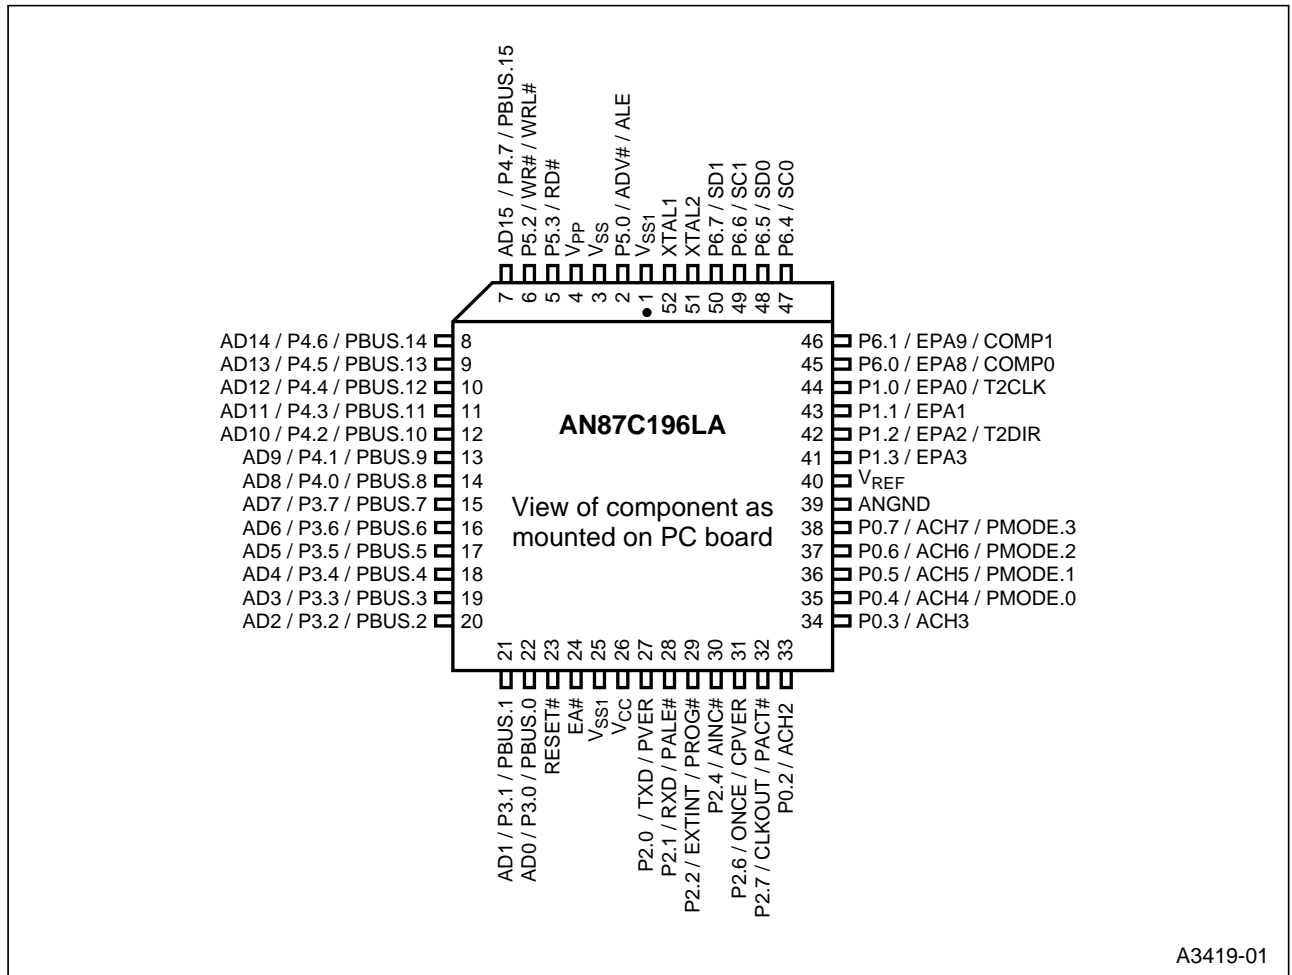 AD15 / P4.7 / PBUS.15
P5.2 / WR# / WRL#
P5.3 / RD#
VPP
VSS
P5.0 / ADV# / ALE
VSS1
XTAL1
XTAL2
P6.7 / SD1
P6.6 / SC1
P6.5 / SD0
P6.4 / SC0
7
6
5
4
3
2
1
52
51
50
49
48
47
AD14 / P4.6 / PBUS.14 8
AD13 / P4.5 / PBUS.13 9
AD12 / P4.4 / PBUS.12 10
AD11 / P4.3 / PBUS.11 11
AD10 / P4.2 / PBUS.10 12
AD9 / P4.1 / PBUS.9 13
AD8 / P4.0 / PBUS.8 14
AD7 / P3.7 / PBUS.7 15
AD6 / P3.6 / PBUS.6 16
AD5 / P3.5 / PBUS.5 17
AD4 / P3.4 / PBUS.4 18
AD3 / P3.3 / PBUS.3 19
AD2 / P3.2 / PBUS.2 20
AN87C196LA
View of component as
mounted on PC board
46 P6.1 / EPA9 / COMP1
45 P6.0 / EPA8 / COMP0
44 P1.0 / EPA0 / T2CLK
43 P1.1 / EPA1
42 P1.2 / EPA2 / T2DIR
41 P1.3 / EPA3
40 VREF
39 ANGND
38 P0.7 / ACH7 / PMODE.3
37 P0.6 / ACH6 / PMODE.2
36 P0.5 / ACH5 / PMODE.1
35 P0.4 / ACH4 / PMODE.0
34 P0.3 / ACH3
21
22
23
24
25
26
27
28
29
30
31
32
33
AD1 / P3.1 / PBUS.1
AD0 / P3.0 / PBUS.0
RESET#
EA#
VSS1
VCC
P2.0 / TXD / PVER
P2.1 / RXD / PALE#
P2.2 / EXTINT / PROG#
P2.4 / AINC#
P2.6 / ONCE / CPVER
P2.7 / CLKOUT / PACT#
P0.2 / ACH2
A3419-01